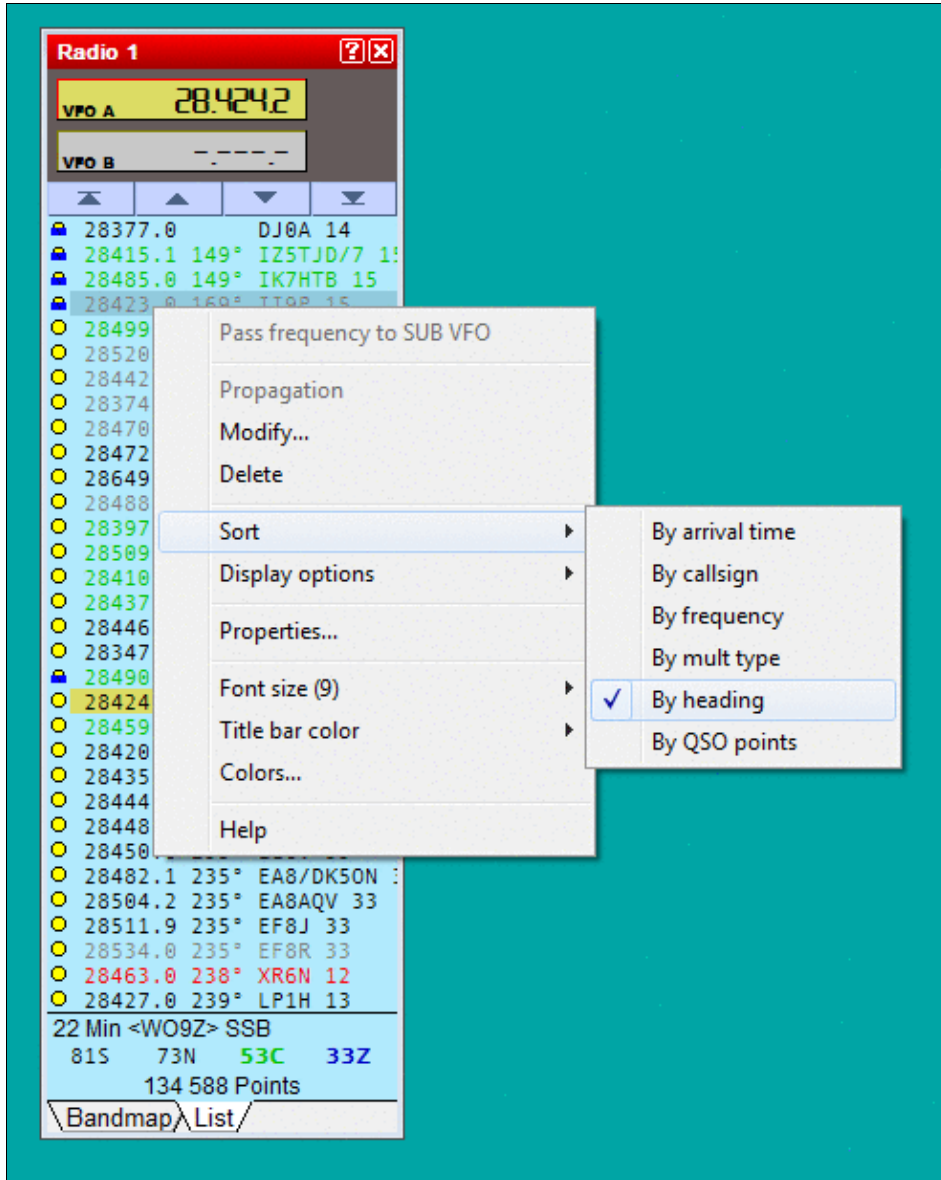 Radio 1
VFO A 28.424.2
VFO B -.---.-
28377.0 DJ0A 14
28415.1 149° IZ5TJD/7
28485.0 149° IK7HTB 15
28423.0 169° IT9P 15
28499
28520
28442
28374
28470
28472
28649
28488
28397
28509
28410
28437
28446
28347
28490
28424
28459
28420
28435
28444
28448
28450
28482.1 235° EA8/DK5ON
28504.2 235° EA8AQV 33
28511.9 235° EF8J 33
28534.0 235° EF8R 33
28463.0 238° XR6N 12
28427.0 239° LP1H 13
22 Min <WO9Z> SSB
81S 73N 53C 33Z
134 588 Points
Bandmap List
Pass frequency to SUB VFO
Propagation
Modify...
Delete
Sort
Display options
Properties...
Font size (9)
Title bar color
Colors...
Help
By arrival time
By callsign
By frequency
By mult type
By heading
By QSO points